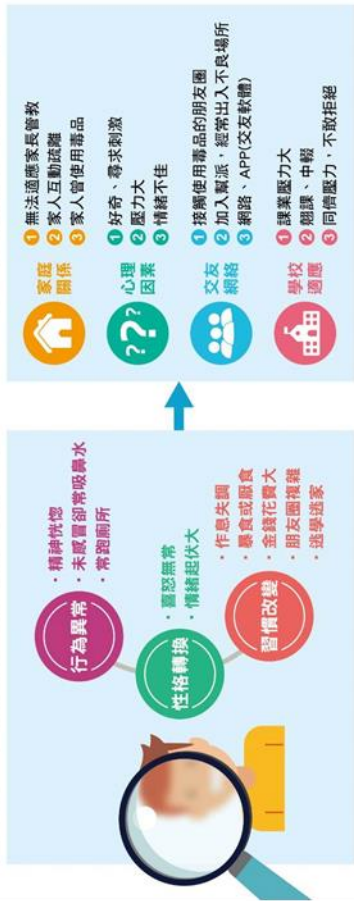 行為異常
・精神恍惚
・未感冒卻常吸鼻水
・常跑廁所
性格轉換
・喜怒無常
・情緒起伏大
習慣改變
・作息失調
・暴食或厭食
・金錢花費大
・朋友圈複雜
・逃學逃家
家庭
關係
1 無法適應家長管教
2 家人互動疏離
3 家人曾使用毒品
???
心理
因素
1 好奇、尋求刺激
2 壓力大
3 情緒不佳
交友
網絡
1 接觸使用毒品的朋友圈
2 加入幫派，經常出入不良場所
3 網路、APP(交友軟體)
學校
適應
1 課業壓力大
2 翹課、中輟
3 同儕壓力，不敢拒絕